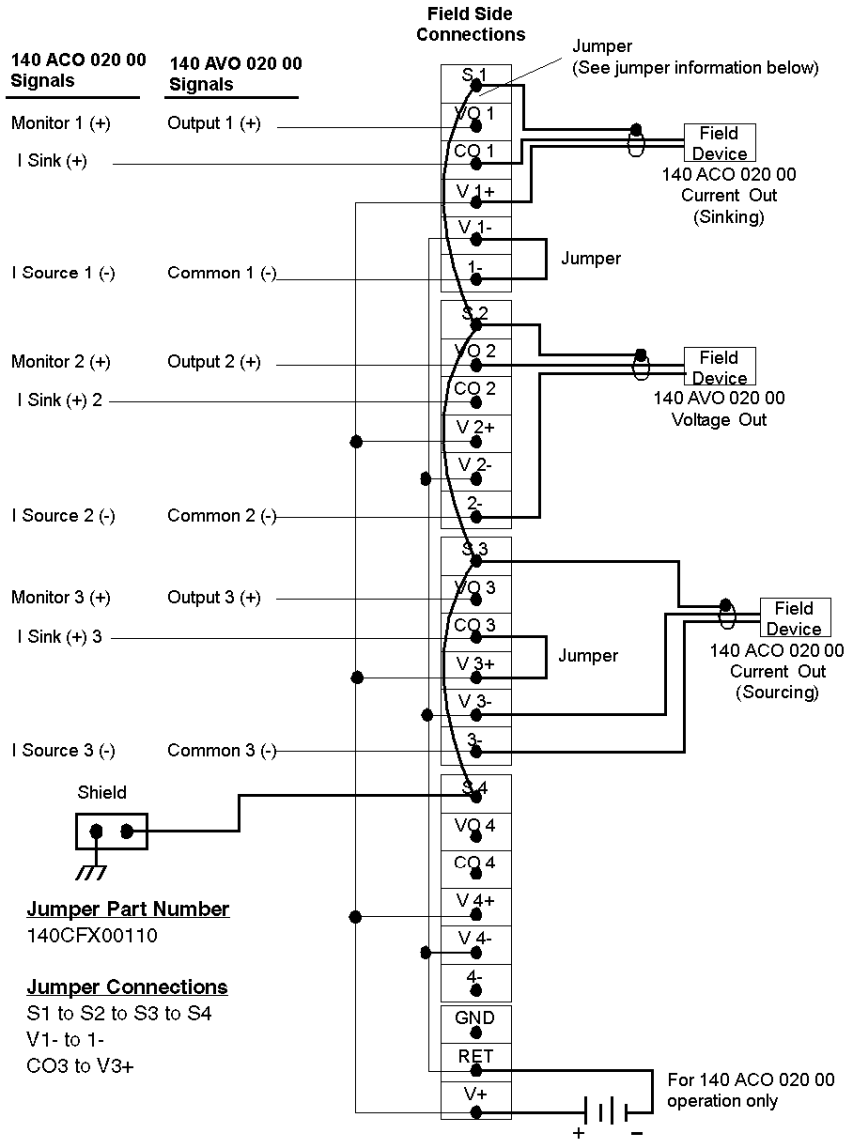 Field Side
Connections
140 ACO 020 00
Signals
140 AVO 020 00
Signals
Jumper
(See jumper information below)
S 1
Monitor 1 (+)
Output 1 (+)
VO 1
I Sink (+)
CO 1
Field
Device
140 ACO 020 00
Current Out
(Sinking)
V 1+
V 1-
Jumper
I Source 1 (-)
Common 1 (-)
1-
S 2
Monitor 2 (+)
Output 2 (+)
VO 2
Field
Device
140 AVO 020 00
Voltage Out
I Sink (+) 2
CO 2
V 2+
V 2-
I Source 2 (-)
Common 2 (-)
2-
S 3
Monitor 3 (+)
Output 3 (+)
VO 3
Field
Device
140 ACO 020 00
Current Out
(Sourcing)
I Sink (+) 3
CO 3
Jumper
V 3+
V 3-
I Source 3 (-)
Common 3 (-)
3-
Shield
S 4
VO 4
CO 4
V 4+
V 4-
4-
GND
RET
V+
Jumper Part Number
140CFX00110
Jumper Connections
S1 to S2 to S3 to S4
V1- to 1-
CO3 to V3+
For 140 ACO 020 00
operation only
+ −